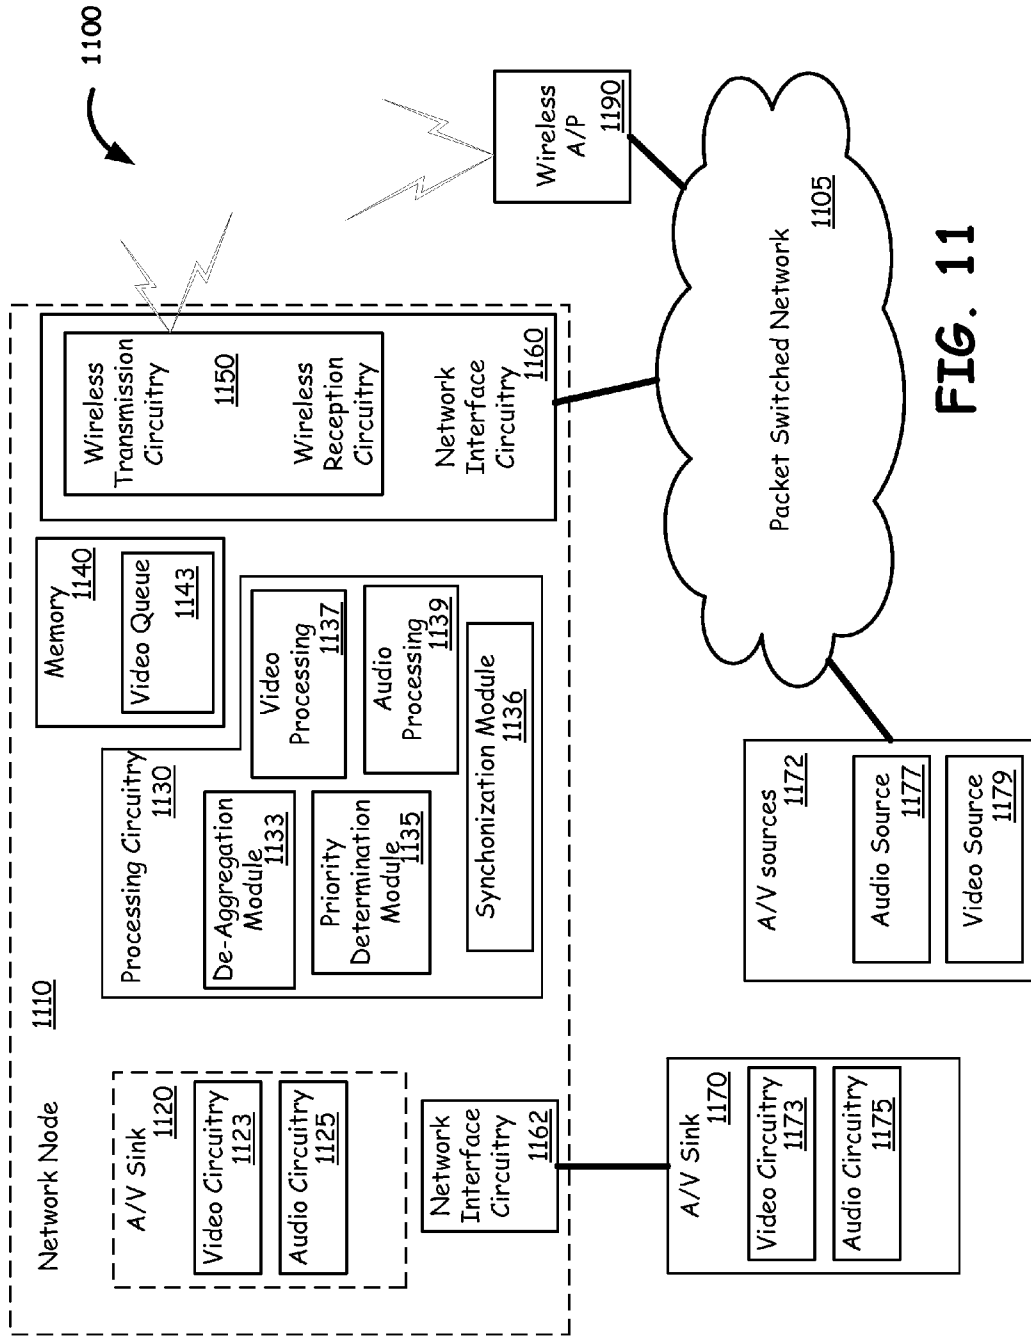 1100
Network Node
1110
A/V Sink
1120
Video Circuitry
1123
Audio Circuitry
1125
Network
Interface
Circuitry
1162
Processing Circuitry
1130
De-Aggregation
Module
1133
Priority
Determination
Module
1135
Video
Processing
1137
Audio
Processing
1139
Synchonization Module
1136
Memory
1140
Video Queue
1143
Wireless
Transmission
Circuitry
1150
Wireless
Reception
Circuitry
Network
Interface
Circuitry
1160
Wireless
A/P
1190
A/V Sink
1170
Video Circuitry
1173
Audio Circuitry
1175
A/V sources
1172
Audio Source
1177
Video Source
1179
Packet Switched Network
1105
FIG. 11